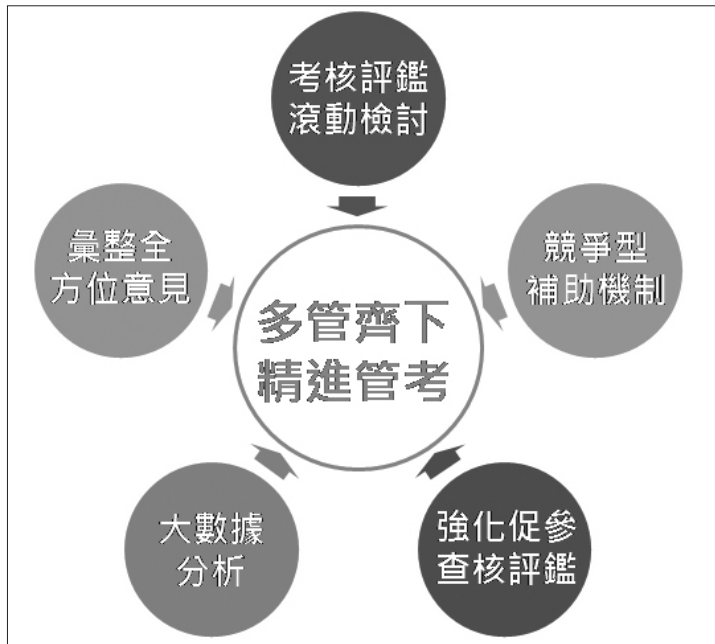 考核評鑑
滾動檢討
彙整全
方位意見
競爭型
補助機制
多管齊下
精進管考
大數據
分析
強化促參
查核評鑑